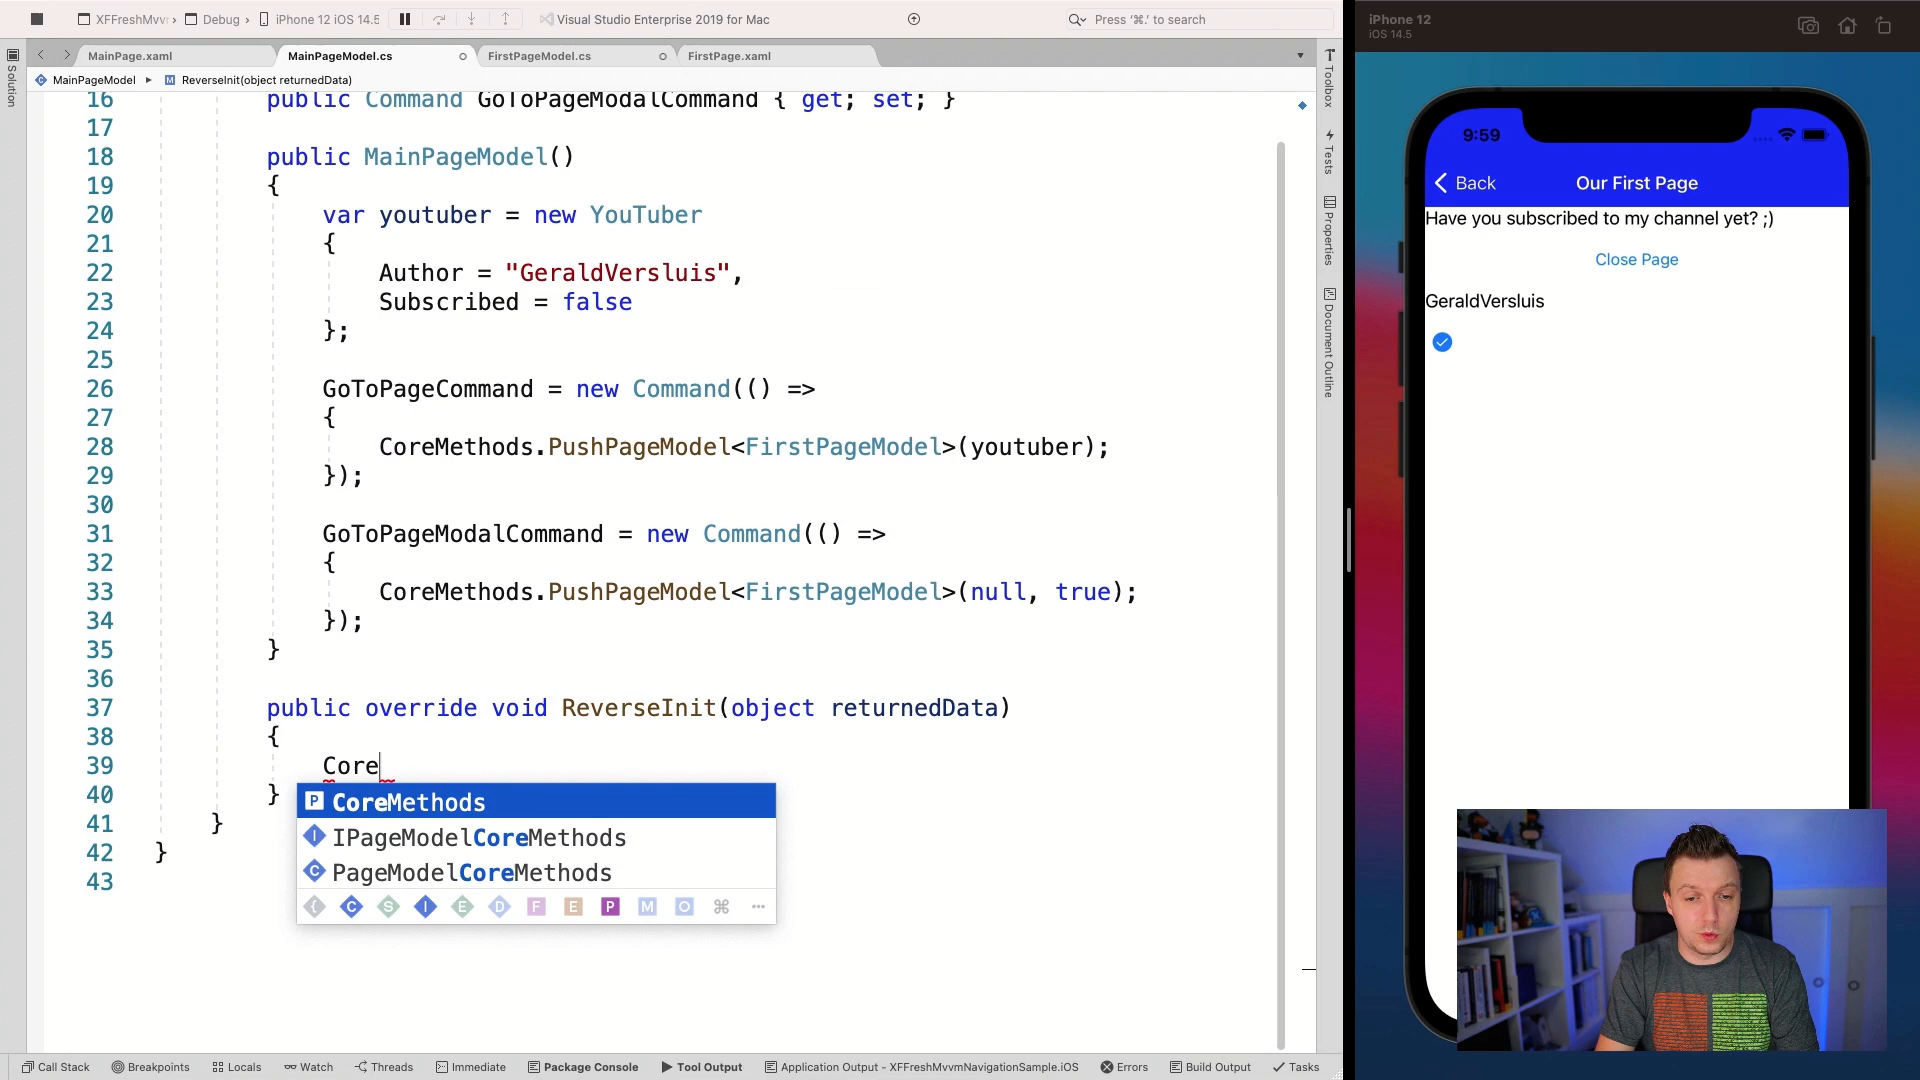 XFFreshMvv
Debug
iPhone 12 iOS 14.5
Visual Studio Enterprise 2019 for Mac
Press '⌘.' to search
Solution
MainPage.xaml
MainPageModel.cs
FirstPageModel.cs
FirstPage.xaml
MainPageModel
M
ReverseInit(object returnedData)
16 public Command GoToPageModalCommand { get; set; }
17
18 public MainPageModel()
19 {
20 var youtuber = new YouTuber
21 {
22 Author = "GeraldVersluis",
23 Subscribed = false
24 };
25
26 GoToPageCommand = new Command(() =>
27 {
28 CoreMethods.PushPageModel<FirstPageModel>(youtuber);
29 });
30
31 GoToPageModalCommand = new Command(() =>
32 {
33 CoreMethods.PushPageModel<FirstPageModel>(null, true);
34 });
35 }
36
37 public override void ReverseInit(object returnedData)
38 {
39 Core
40 }
41 }
42 }
43
P CoreMethods
I IPageModelCoreMethods
C PageModelCoreMethods
{ C S I E D F E P M O ⌘ ...
Toolbox
Tests
Properties
Document Outline
Call Stack
Breakpoints
Locals
Watch
Threads
Immediate
Package Console
Tool Output
Application Output - XFFreshMvvmNavigationSample.iOS
Errors
Build Output
Tasks
iPhone 12
iOS 14.5
9:59
Back
Our First Page
Have you subscribed to my channel yet? ;)
Close Page
GeraldVersluis